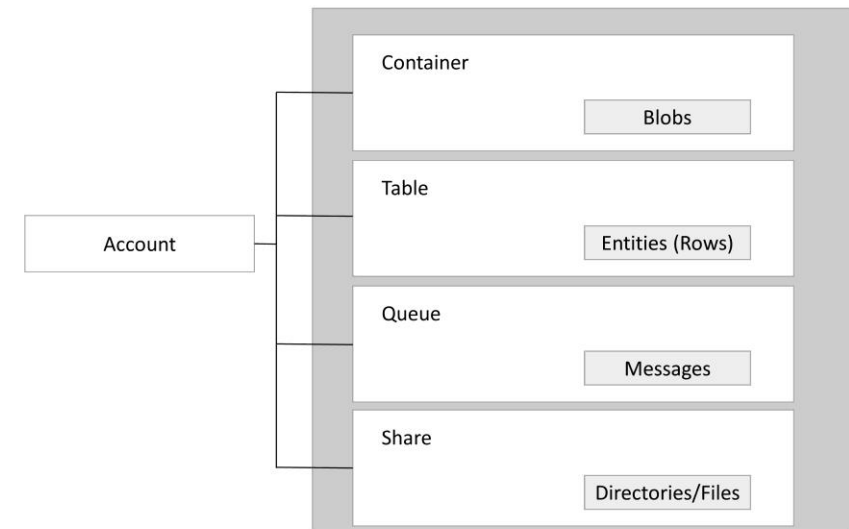 Container
Blobs
Table
Entities (Rows)
Account
Queue
Messages
Share
Directories/Files